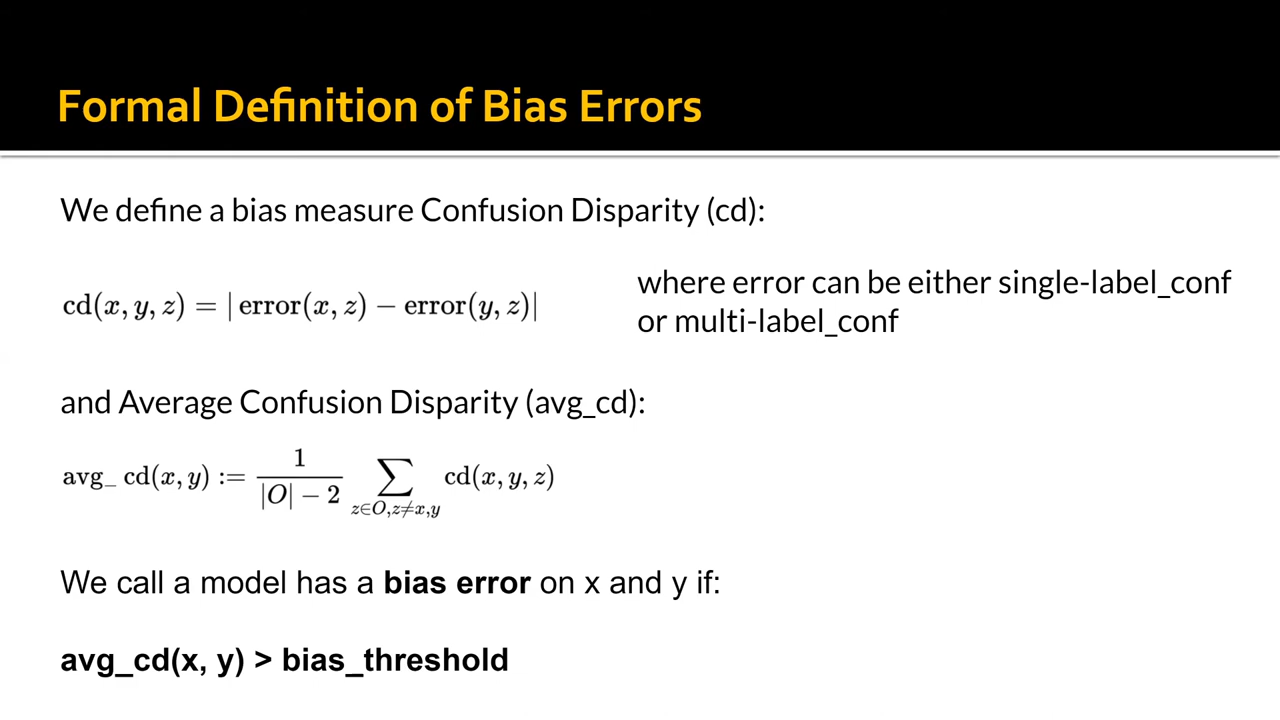 Formal Definition of Bias Errors
We define a bias measure Confusion Disparity (cd):
cd(x, y, z) = | error(x, z) − error(y, z)|
where error can be either single-label_conf
or multi-label_conf
and Average Confusion Disparity (avg_cd):
avg_ cd(x, y) := 1/(|O| − 2) ∑_{z∈O,z≠x,y} cd(x, y, z)
We call a model has a bias error on x and y if:
avg_cd(x, y) > bias_threshold